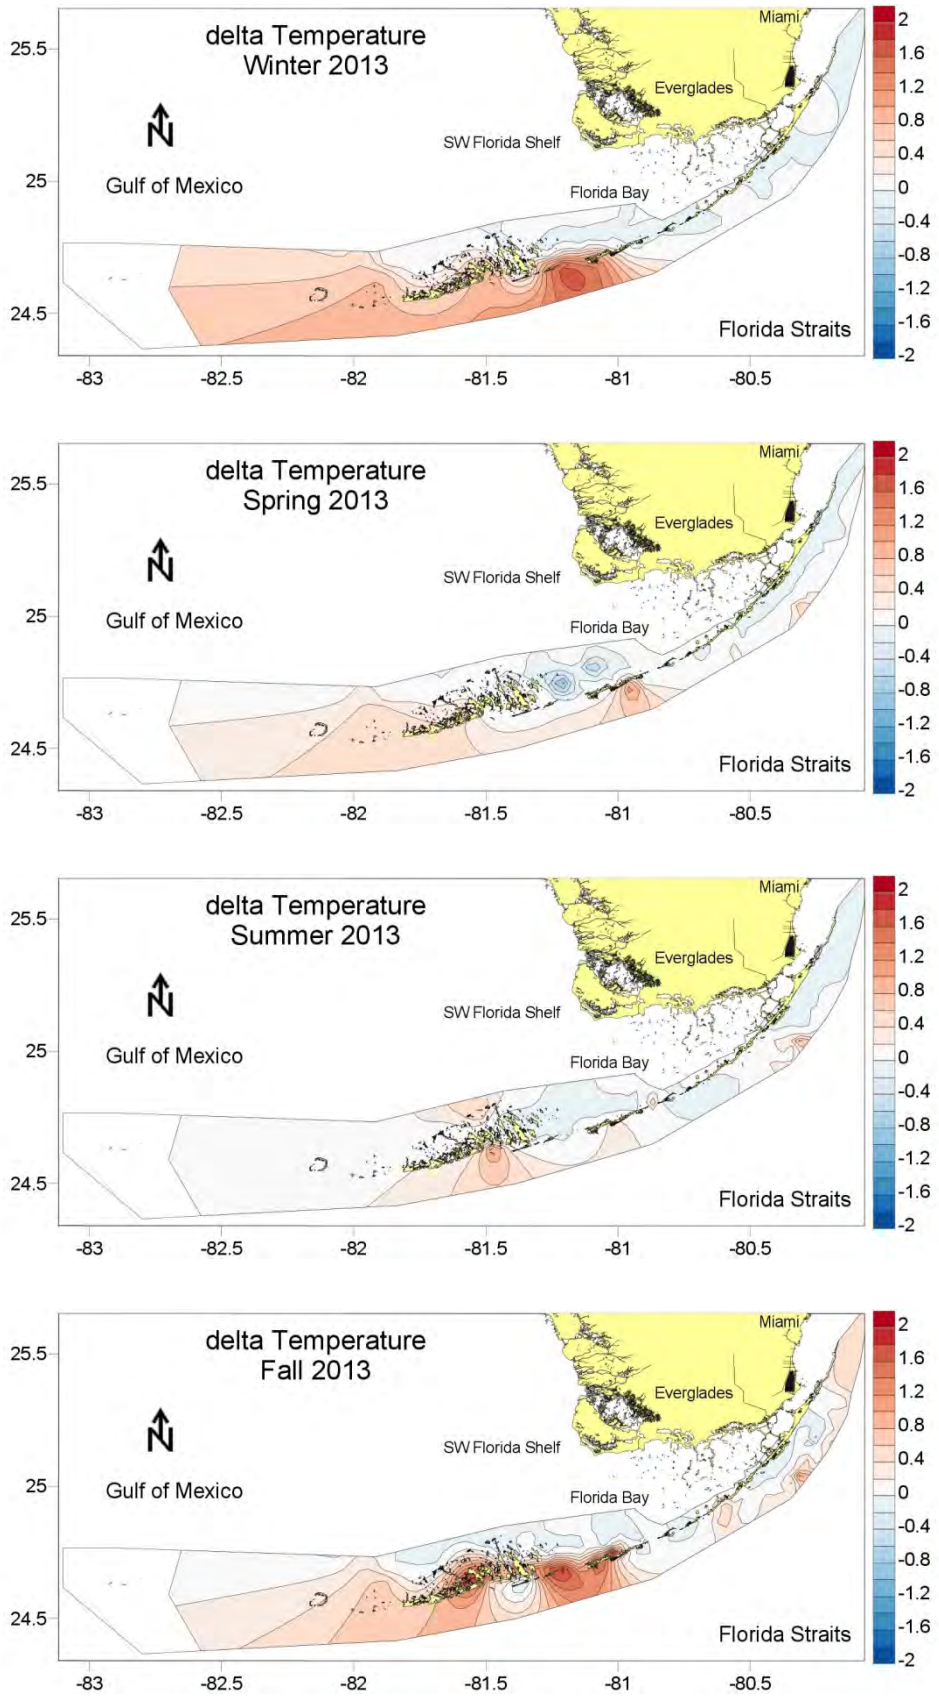 Miami
2
25.5
delta Temperature
1.6
Winter 2013
1.2
Everglades
0.8
N
SW Florida Shelf
0.4
25
Gulf of Mexico
Florida Bay
0
-0.4
-0.8
-1.2
24.5
Florida Straits
-1.6
-2
-83 -82.5 -82 -81.5 -81 -80.5
Miami
2
25.5
delta Temperature
1.6
Spring 2013
1.2
Everglades
0.8
N
SW Florida Shelf
0.4
25
Gulf of Mexico
Florida Bay
0
-0.4
-0.8
-1.2
24.5
Florida Straits
-1.6
-2
-83 -82.5 -82 -81.5 -81 -80.5
Miami
2
25.5
delta Temperature
1.6
Summer 2013
1.2
Everglades
0.8
N
SW Florida Shelf
0.4
25
Gulf of Mexico
Florida Bay
0
-0.4
-0.8
-1.2
24.5
Florida Straits
-1.6
-2
-83 -82.5 -82 -81.5 -81 -80.5
Miami
2
25.5
delta Temperature
1.6
Fall 2013
1.2
Everglades
0.8
N
SW Florida Shelf
0.4
25
Gulf of Mexico
Florida Bay
0
-0.4
-0.8
-1.2
24.5
Florida Straits
-1.6
-2
-83 -82.5 -82 -81.5 -81 -80.5